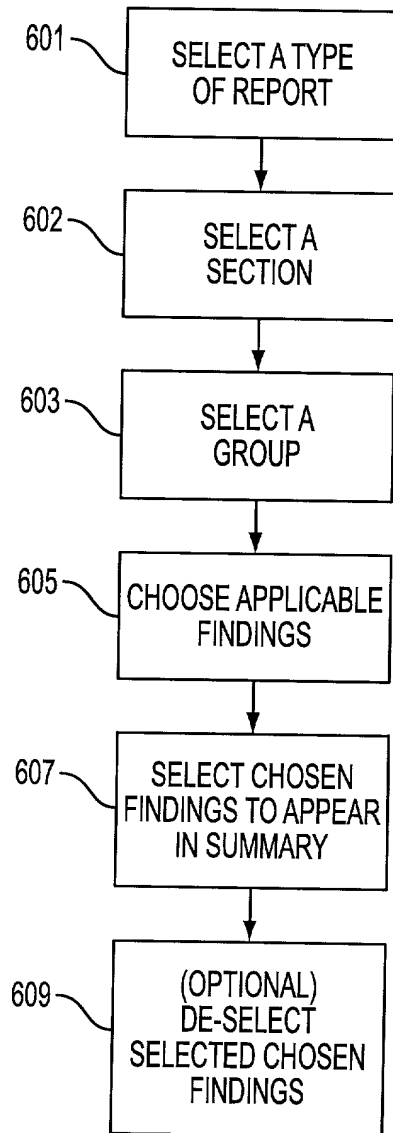 601
SELECT A TYPE
OF REPORT
602
SELECT A
SECTION
603
SELECT A
GROUP
605
CHOOSE APPLICABLE
FINDINGS
607
SELECT CHOSEN
FINDINGS TO APPEAR
IN SUMMARY
609
(OPTIONAL)
DE-SELECT
SELECTED CHOSEN
FINDINGS